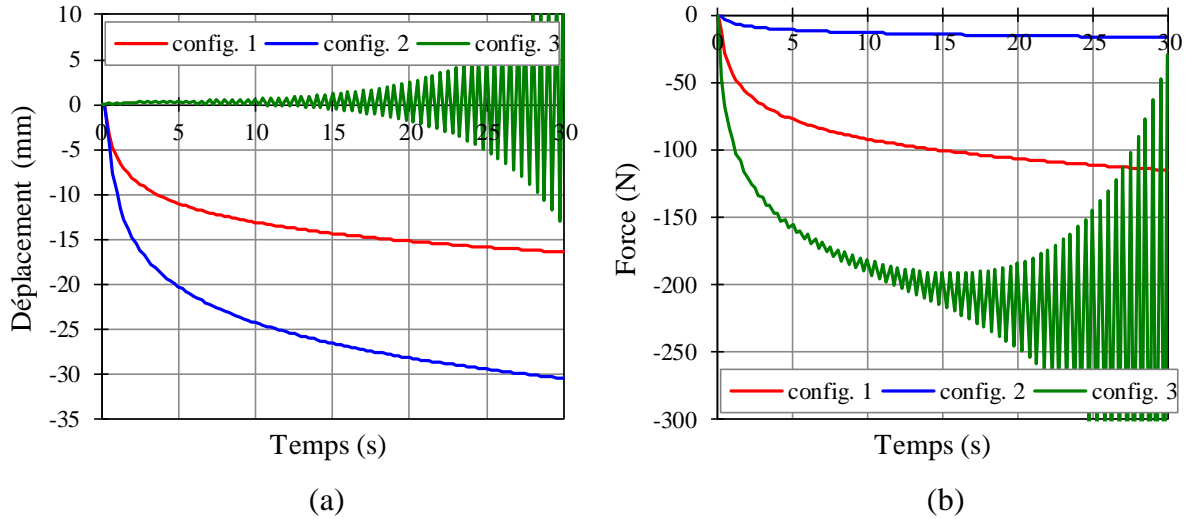 10
5
0
-5
-10
-15
-20
-25
-30
-35
0 5 10 15 20 25 30
config. 1 config. 2 config. 3
Déplacement (mm)
Temps (s)
(a)
0
-50
-100
-150
-200
-250
-300
0 5 10 15 20 25 30
config. 1 config. 2 config. 3
Force (N)
Temps (s)
(b)